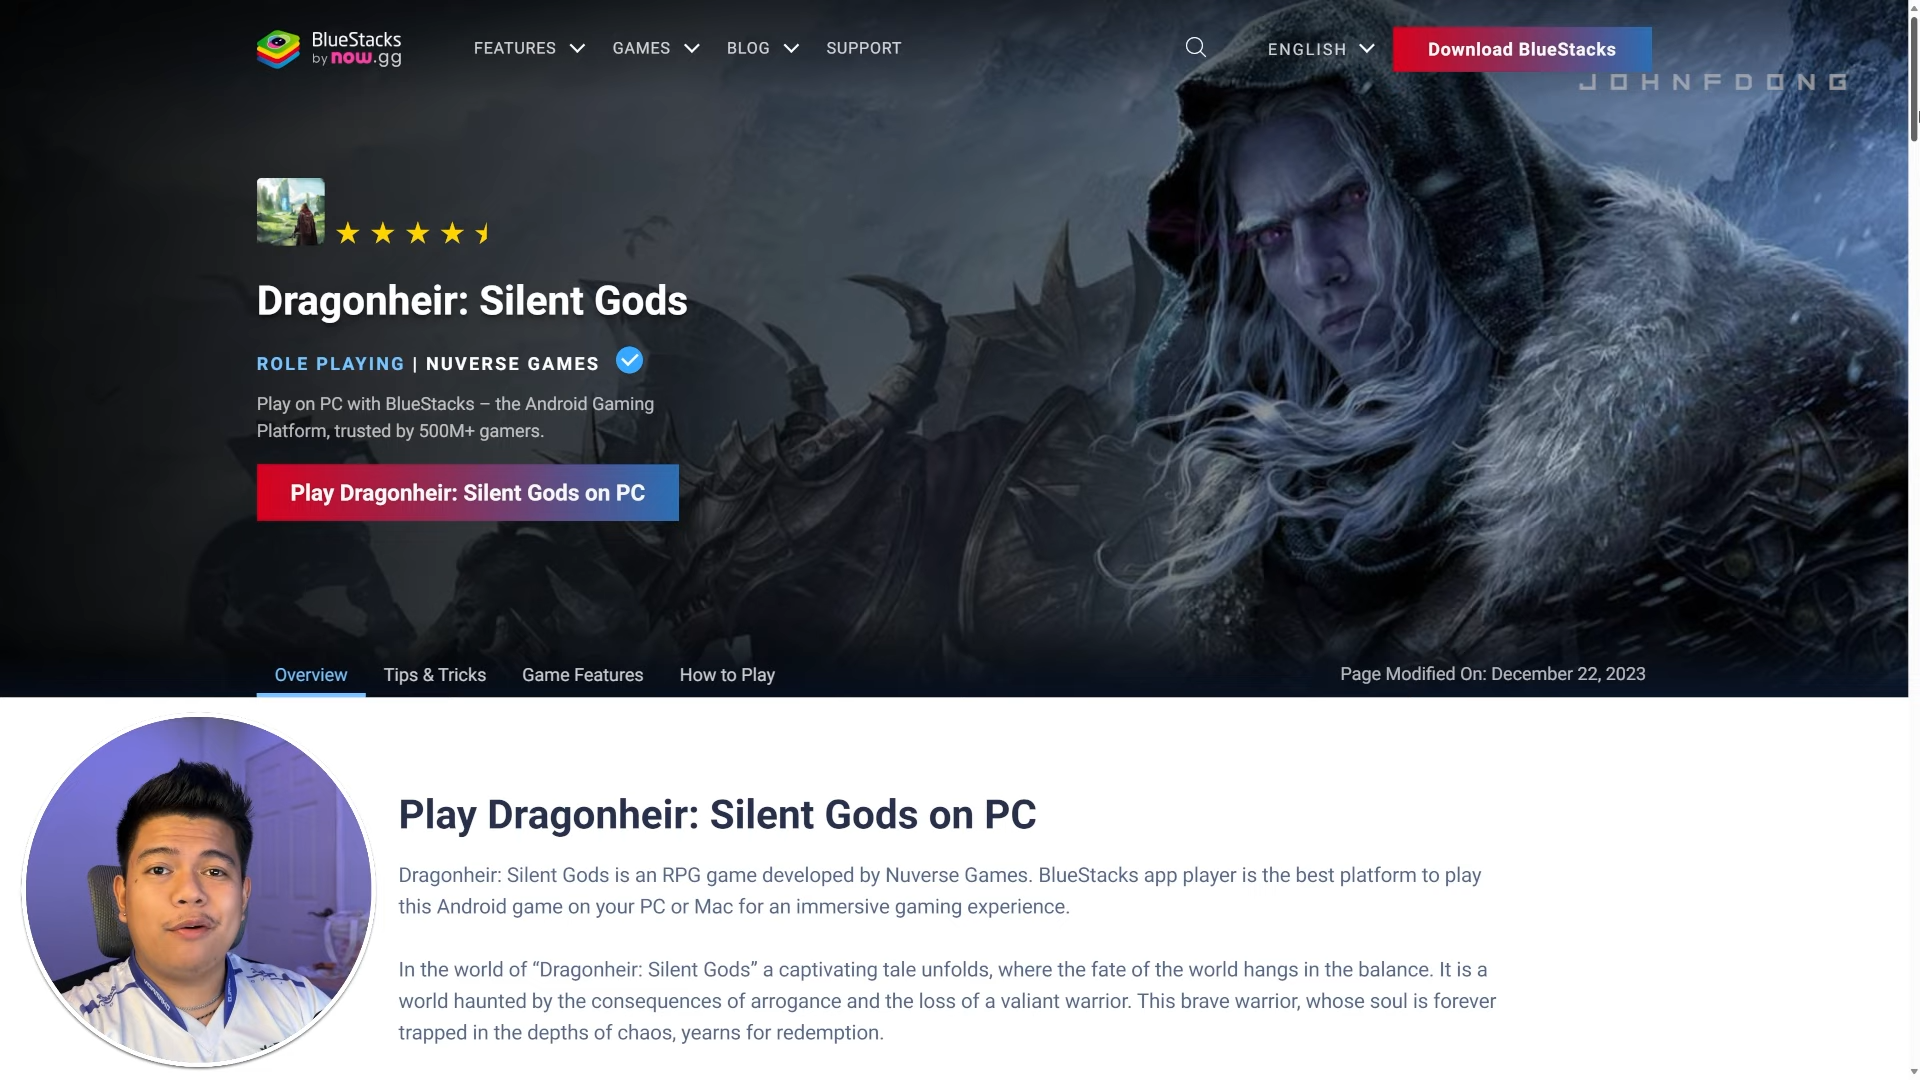 BlueStacks
by now.gg
FEATURES
GAMES
BLOG
SUPPORT
ENGLISH
Download BlueStacks
JOHNFDONG
Dragonheir: Silent Gods
ROLE PLAYING | NUVERSE GAMES
Play on PC with BlueStacks – the Android Gaming
Platform, trusted by 500M+ gamers.
Play Dragonheir: Silent Gods on PC
Overview
Tips & Tricks
Game Features
How to Play
Page Modified On: December 22, 2023
Play Dragonheir: Silent Gods on PC
Dragonheir: Silent Gods is an RPG game developed by Nuverse Games. BlueStacks app player is the best platform to play
this Android game on your PC or Mac for an immersive gaming experience.
In the world of “Dragonheir: Silent Gods” a captivating tale unfolds, where the fate of the world hangs in the balance. It is a
world haunted by the consequences of arrogance and the loss of a valiant warrior. This brave warrior, whose soul is forever
trapped in the depths of chaos, yearns for redemption.